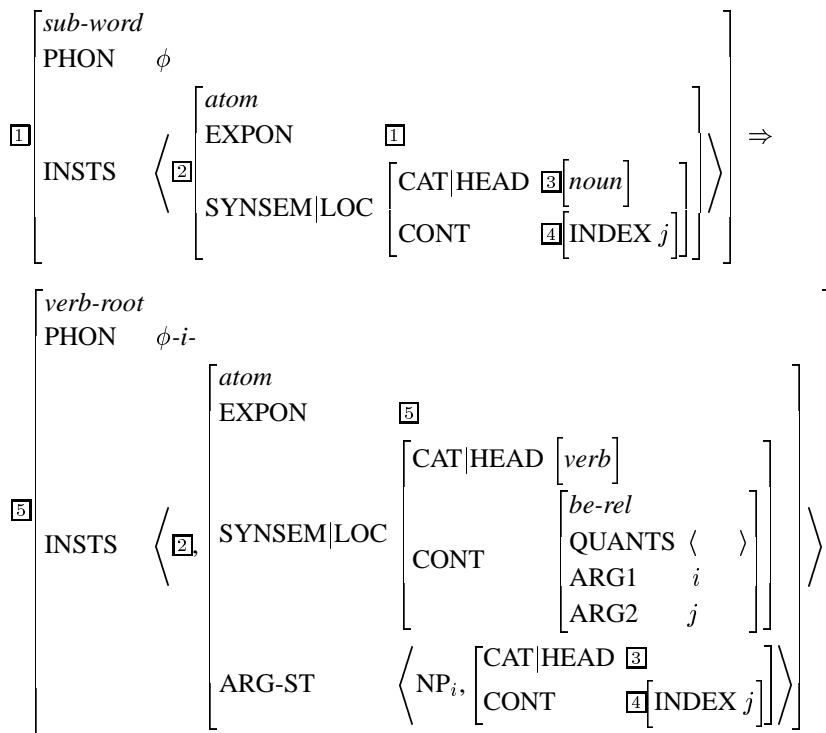 sub-word
PHON ϕ
atom
EXPON 1
1 INSTS ⟨ 2 ⇒
CAT|HEAD 3 [noun]
SYNSEM|LOC
CONT 4 [INDEX j] ⟩
verb-root
PHON ϕ-i-
atom
EXPON 5
CAT|HEAD [verb]
be-rel
5 INSTS ⟨ 2, SYNSEM|LOC CONT QUANTS ⟨ ⟩ ⟩
ARG1 i
ARG2 j
CAT|HEAD 3
ARG-ST ⟨ NPi,
CONT 4 [INDEX j] ⟩